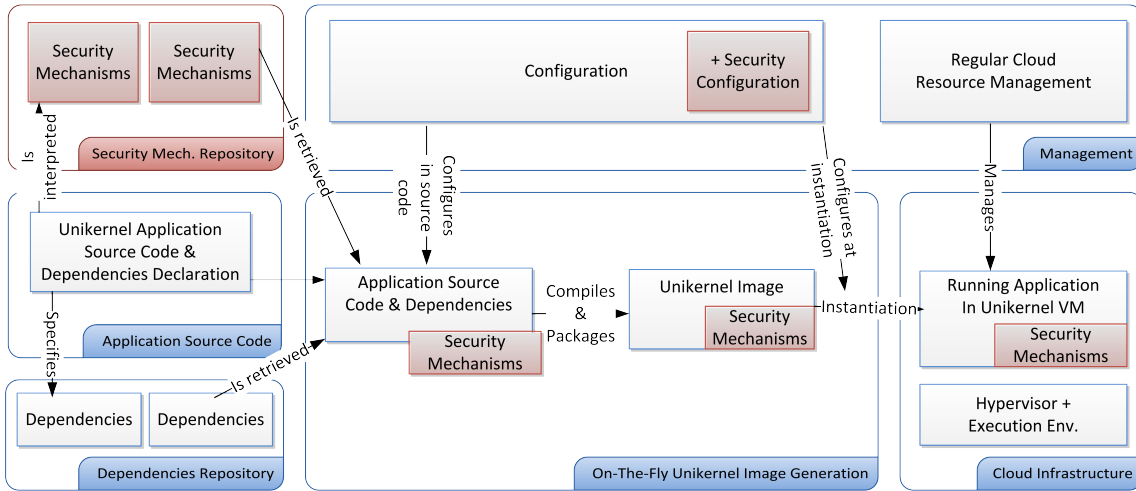 Security
Mechanisms
Security
Mechanisms
Is
interpreted
Is retrieved
Security Mech. Repository
Configuration
+ Security
Configuration
Regular Cloud
Resource Management
Management
Configures
in source
code
Configures at
instantiation
Manages
Unikernel Application
Source Code &
Dependencies Declaration
Specifies
Application Source Code
Application Source
Code & Dependencies
Security
Mechanisms
Compiles
&
Packages
Unikernel Image
Security
Mechanisms
Instantiation
Running Application
In Unikernel VM
Security
Mechanisms
Is retrieved
Dependencies
Dependencies
Dependencies Repository
On-The-Fly Unikernel Image Generation
Hypervisor +
Execution Env.
Cloud Infrastructure